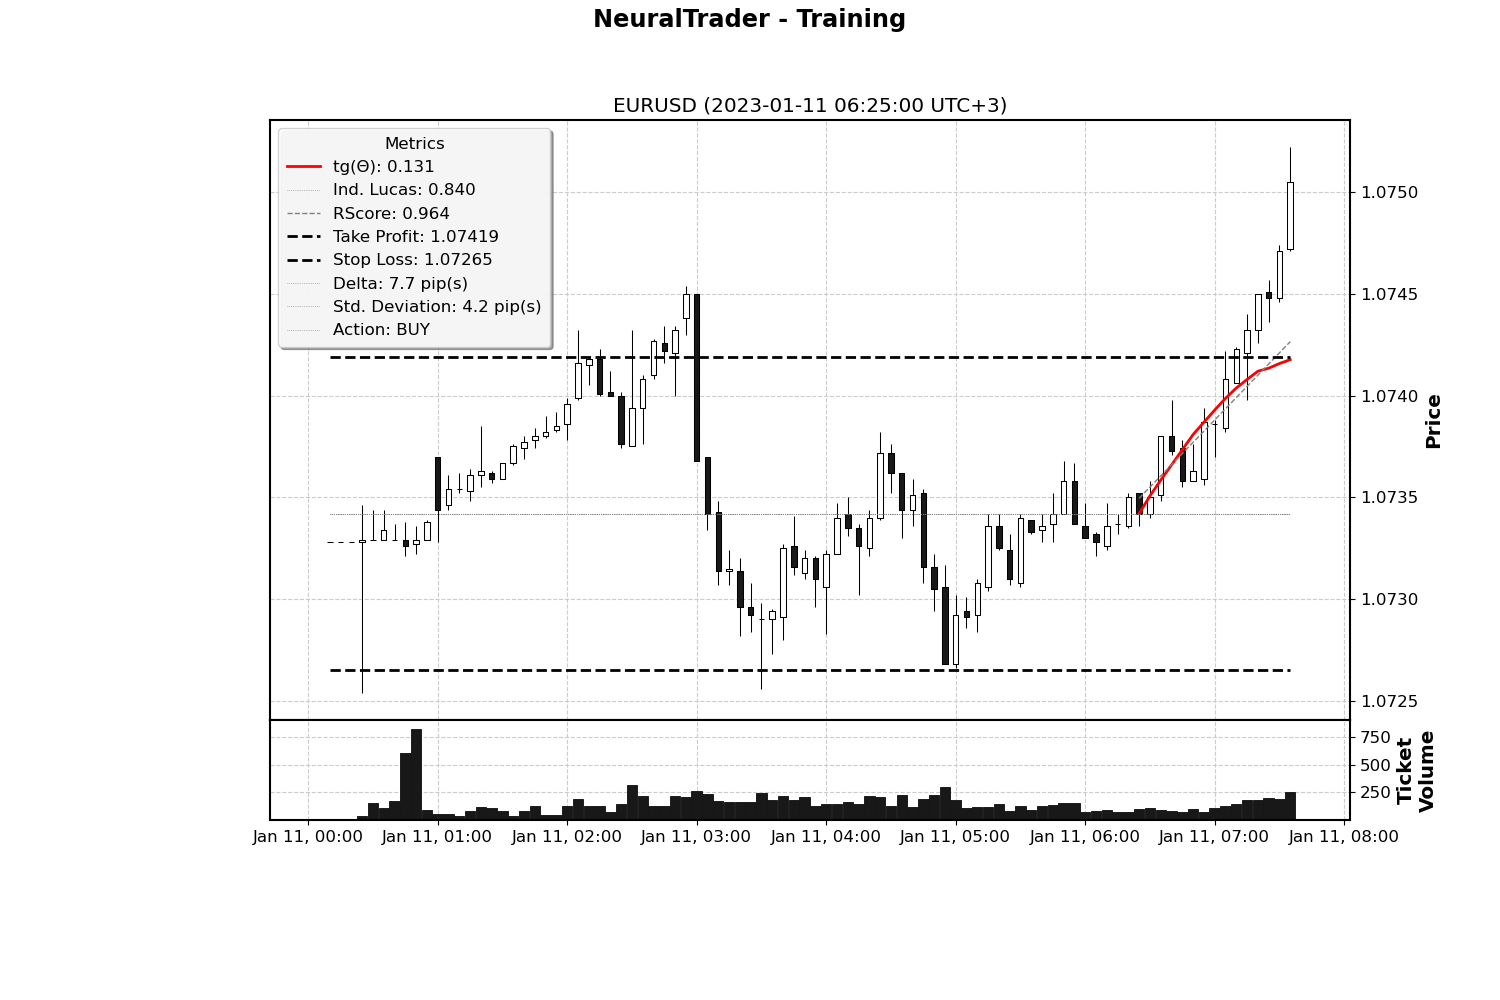 NeuralTrader - Training
EURUSD (2023-01-11 06:25:00 UTC+3)
Metrics
tg(Θ): 0.131
Ind. Lucas: 0.840
RScore: 0.964
Take Profit: 1.07419
Stop Loss: 1.07265
Delta: 7.7 pip(s)
Std. Deviation: 4.2 pip(s)
Action: BUY
1.0750
1.0745
1.0740
1.0735
1.0730
1.0725
Price
750
500
250
Ticket
Volume
Jan 11, 00:00
Jan 11, 01:00
Jan 11, 02:00
Jan 11, 03:00
Jan 11, 04:00
Jan 11, 05:00
Jan 11, 06:00
Jan 11, 07:00
Jan 11, 08:00